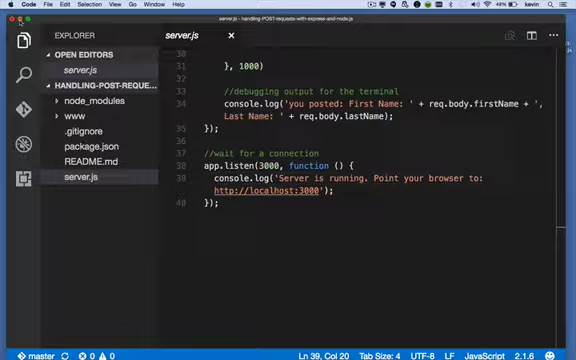 Code File Edit Selection View Go Debug Window Help 48% kevin
server.js - handling-POST-requests-with-express-and-node.js
EXPLORER
OPEN EDITORS
server.js
HANDLING-POST-REQUE...
node_modules
www
.gitignore
package.json
README.md
server.js
server.js
30
31 }, 1000)
32
33 //debugging output for the terminal
34 console.log('you posted: First Name: ' + req.body.firstName + ',
Last Name: ' + req.body.lastName);
35 });
36
37 //wait for a connection
38 app.listen(3000, function () {
39 console.log('Server is running. Point your browser to:
http://localhost:3000');
40 });
master 0 0 Ln 39, Col 20 Tab Size: 4 UTF-8 LF JavaScript 2.1.6